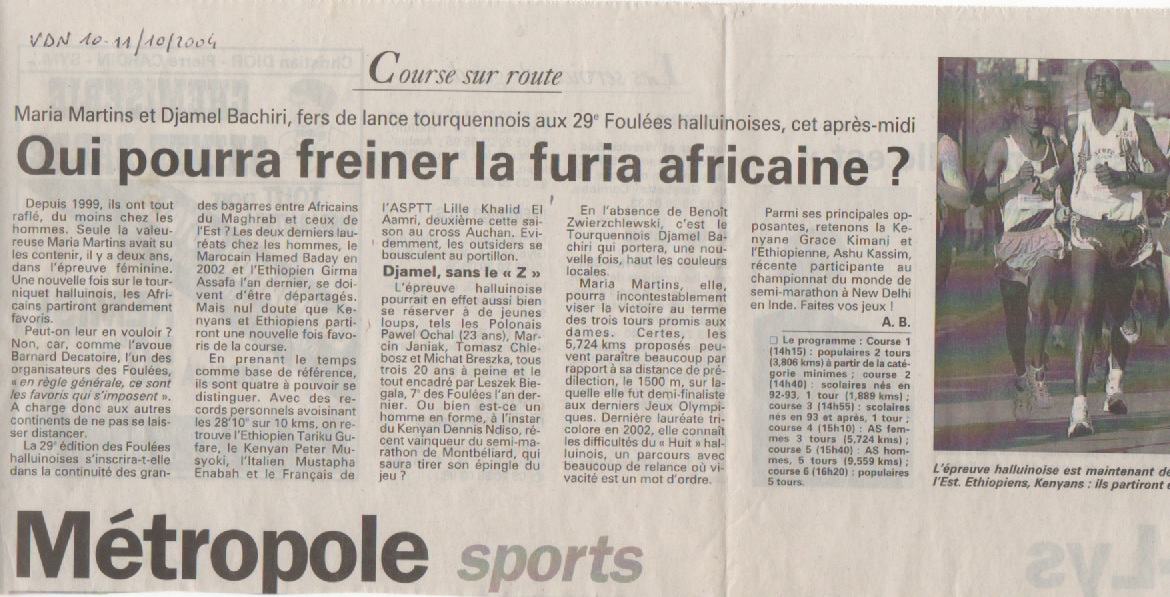 VDN 10-11/10/2004
Course sur route
Maria Martins et Djamel Bachiri, fers de lance tourquennois aux 29e Foulées halluinoises, cet après-midi
Qui pourra freiner la furia africaine ?
Depuis 1999, ils ont tout
raflé, du moins chez les
hommes. Seule la valeu-
reuse Maria Martins avait su
les contenir, il y a deux ans,
dans l'épreuve féminine.
Une nouvelle fois sur le tour-
niquet halluinois, les Afri-
cains partiront grandement
favoris.
Peut-on leur en vouloir ?
Non, car, comme l'avoue
Barnard Decatoire, l'un des
organisateurs des Foulées,
« en règle générale, ce sont
les favoris qui s'imposent ».
A charge donc aux autres
continents de ne pas se lais-
ser distancer.
La 29e édition des Foulées
halluinoises s'inscrira-t-elle
dans la continuité des gran-
des bagarres entre Africains
du Maghreb et ceux de
l'Est ? Les deux derniers lau-
réats chez les hommes, le
Marocain Hamed Baday en
2002 et l'Ethiopien Girma
Assafa l'an dernier, se doi-
vent d'être départagés.
Mais nul doute que Ke-
nyans et Ethiopiens parti-
ront une nouvelle fois favo-
ris de la course.
En prenant le temps
comme base de référence,
ils sont quatre à pouvoir se
distinguer. Avec des re-
cords personnels avoisinant
les 28'10" sur 10 kms, on re-
trouve l'Ethiopien Tariku Gu-
fare, le Kenyan Peter Mu-
syoki, l'Italien Mustapha
Enabah et le Français de
l'ASPTT Lille Khalid El
Aamri, deuxième cette sai-
son au cross Auchan. Evi-
demment, les outsiders se
bousculent au portillon.
Djamel, sans le « Z »
L'épreuve halluinoise
pourrait en effet aussi bien
se réserver à de jeunes
loups, tels les Polonais
Pawel Ochal (23 ans), Mar-
cin Janiak, Tomasz Chle-
bosz et Michat Breszka, tous
trois 20 ans à peine et le
tout encadré par Leszek Bie-
gala, 7e des Foulées l'an der-
nier. Ou bien est-ce un
homme en forme, à l'instar
du Kenyan Dennis Ndiso, ré-
cent vainqueur du semi-ma-
rathon de Montbéliard, qui
saura tirer son épingle du
jeu ?
En l'absence de Benoît
Zwierzchlewski, c'est le
Tourquennois Djamel Ba-
chiri qui portera, une nou-
velle fois, haut les couleurs
locales.
Maria Martins, elle,
pourra incontestablement
viser la victoire au terme
des trois tours promis aux
dames. Certes, les
5,724 kms proposés peu-
vent paraître beaucoup par
rapport à sa distance de pré-
dilection, le 1500 m, sur la-
quelle elle fut demi-finaliste
aux derniers Jeux Olympi-
ques. Dernière lauréate tri-
colore en 2002, elle connaît
les difficultés du « Huit » hal-
luinois, un parcours avec
beaucoup de relance où vi-
vacité est un mot d'ordre.
Parmi ses principales op-
posantes, retenons la Ke-
nyane Grace Kimani et
l'Ethiopienne, Ashu Kassim,
récente participante au
championnat du monde de
semi-marathon à New Delhi
en Inde. Faites vos jeux !
A. B.
❏ Le programme : Course 1
(14h15) : populaires 2 tours
(3,806 kms) à partir de la caté-
gorie minimes ; course 2
(14h40) : scolaires nés en
92-93, 1 tour (1,889 kms) ;
course 3 (14h55) : scolaires
nés en 93 et après, 1 tour ;
course 4 (15h10) : AS fem-
mes 3 tours (5,724 kms) ;
course 5 (15h40) : AS hom-
mes, 5 tours (9,559 kms) ;
course 6 (16h20) : populaires
5 tours.
L'épreuve halluinoise est maintenant de
l'Est. Ethiopiens, Kenyans : ils partiront
Métropole sports